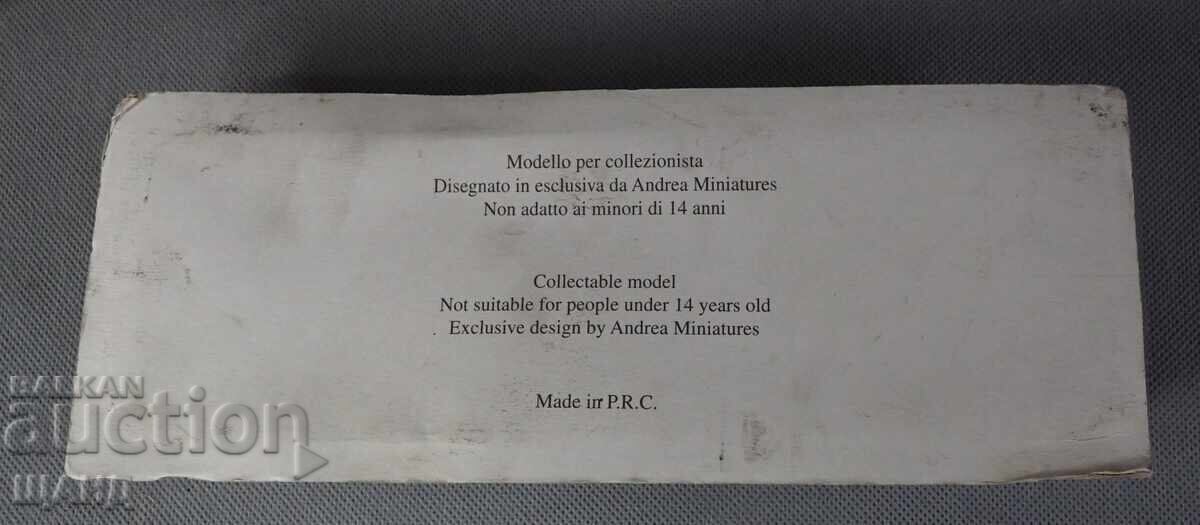 Modello per collezionista
Disegnato in esclusiva da Andrea Miniatures
Non adatto ai minori di 14 anni
Collectable model
Not suitable for people under 14 years old
Exclusive design by Andrea Miniatures
Made in P.R.C.
BALKAN
auction